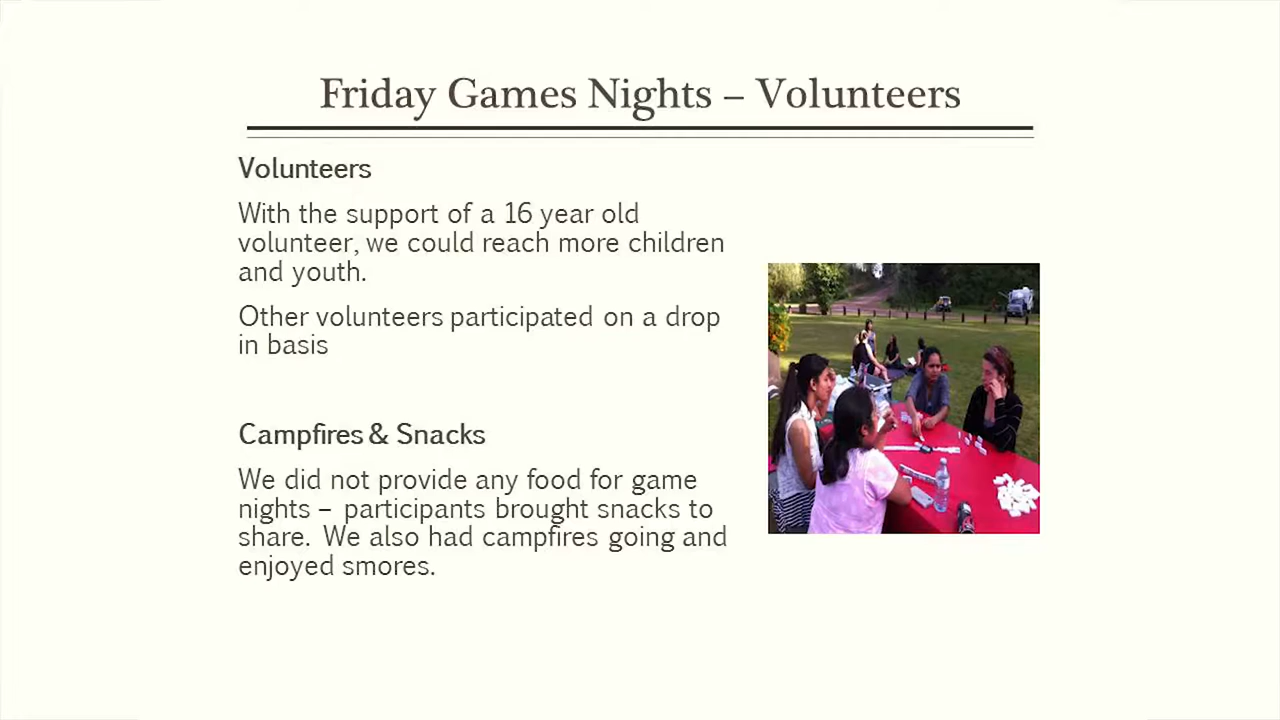 Friday Games Nights – Volunteers
Volunteers
With the support of a 16 year old
volunteer, we could reach more children
and youth.
Other volunteers participated on a drop
in basis
Campfires & Snacks
We did not provide any food for game
nights – participants brought snacks to
share. We also had campfires going and
enjoyed smores.